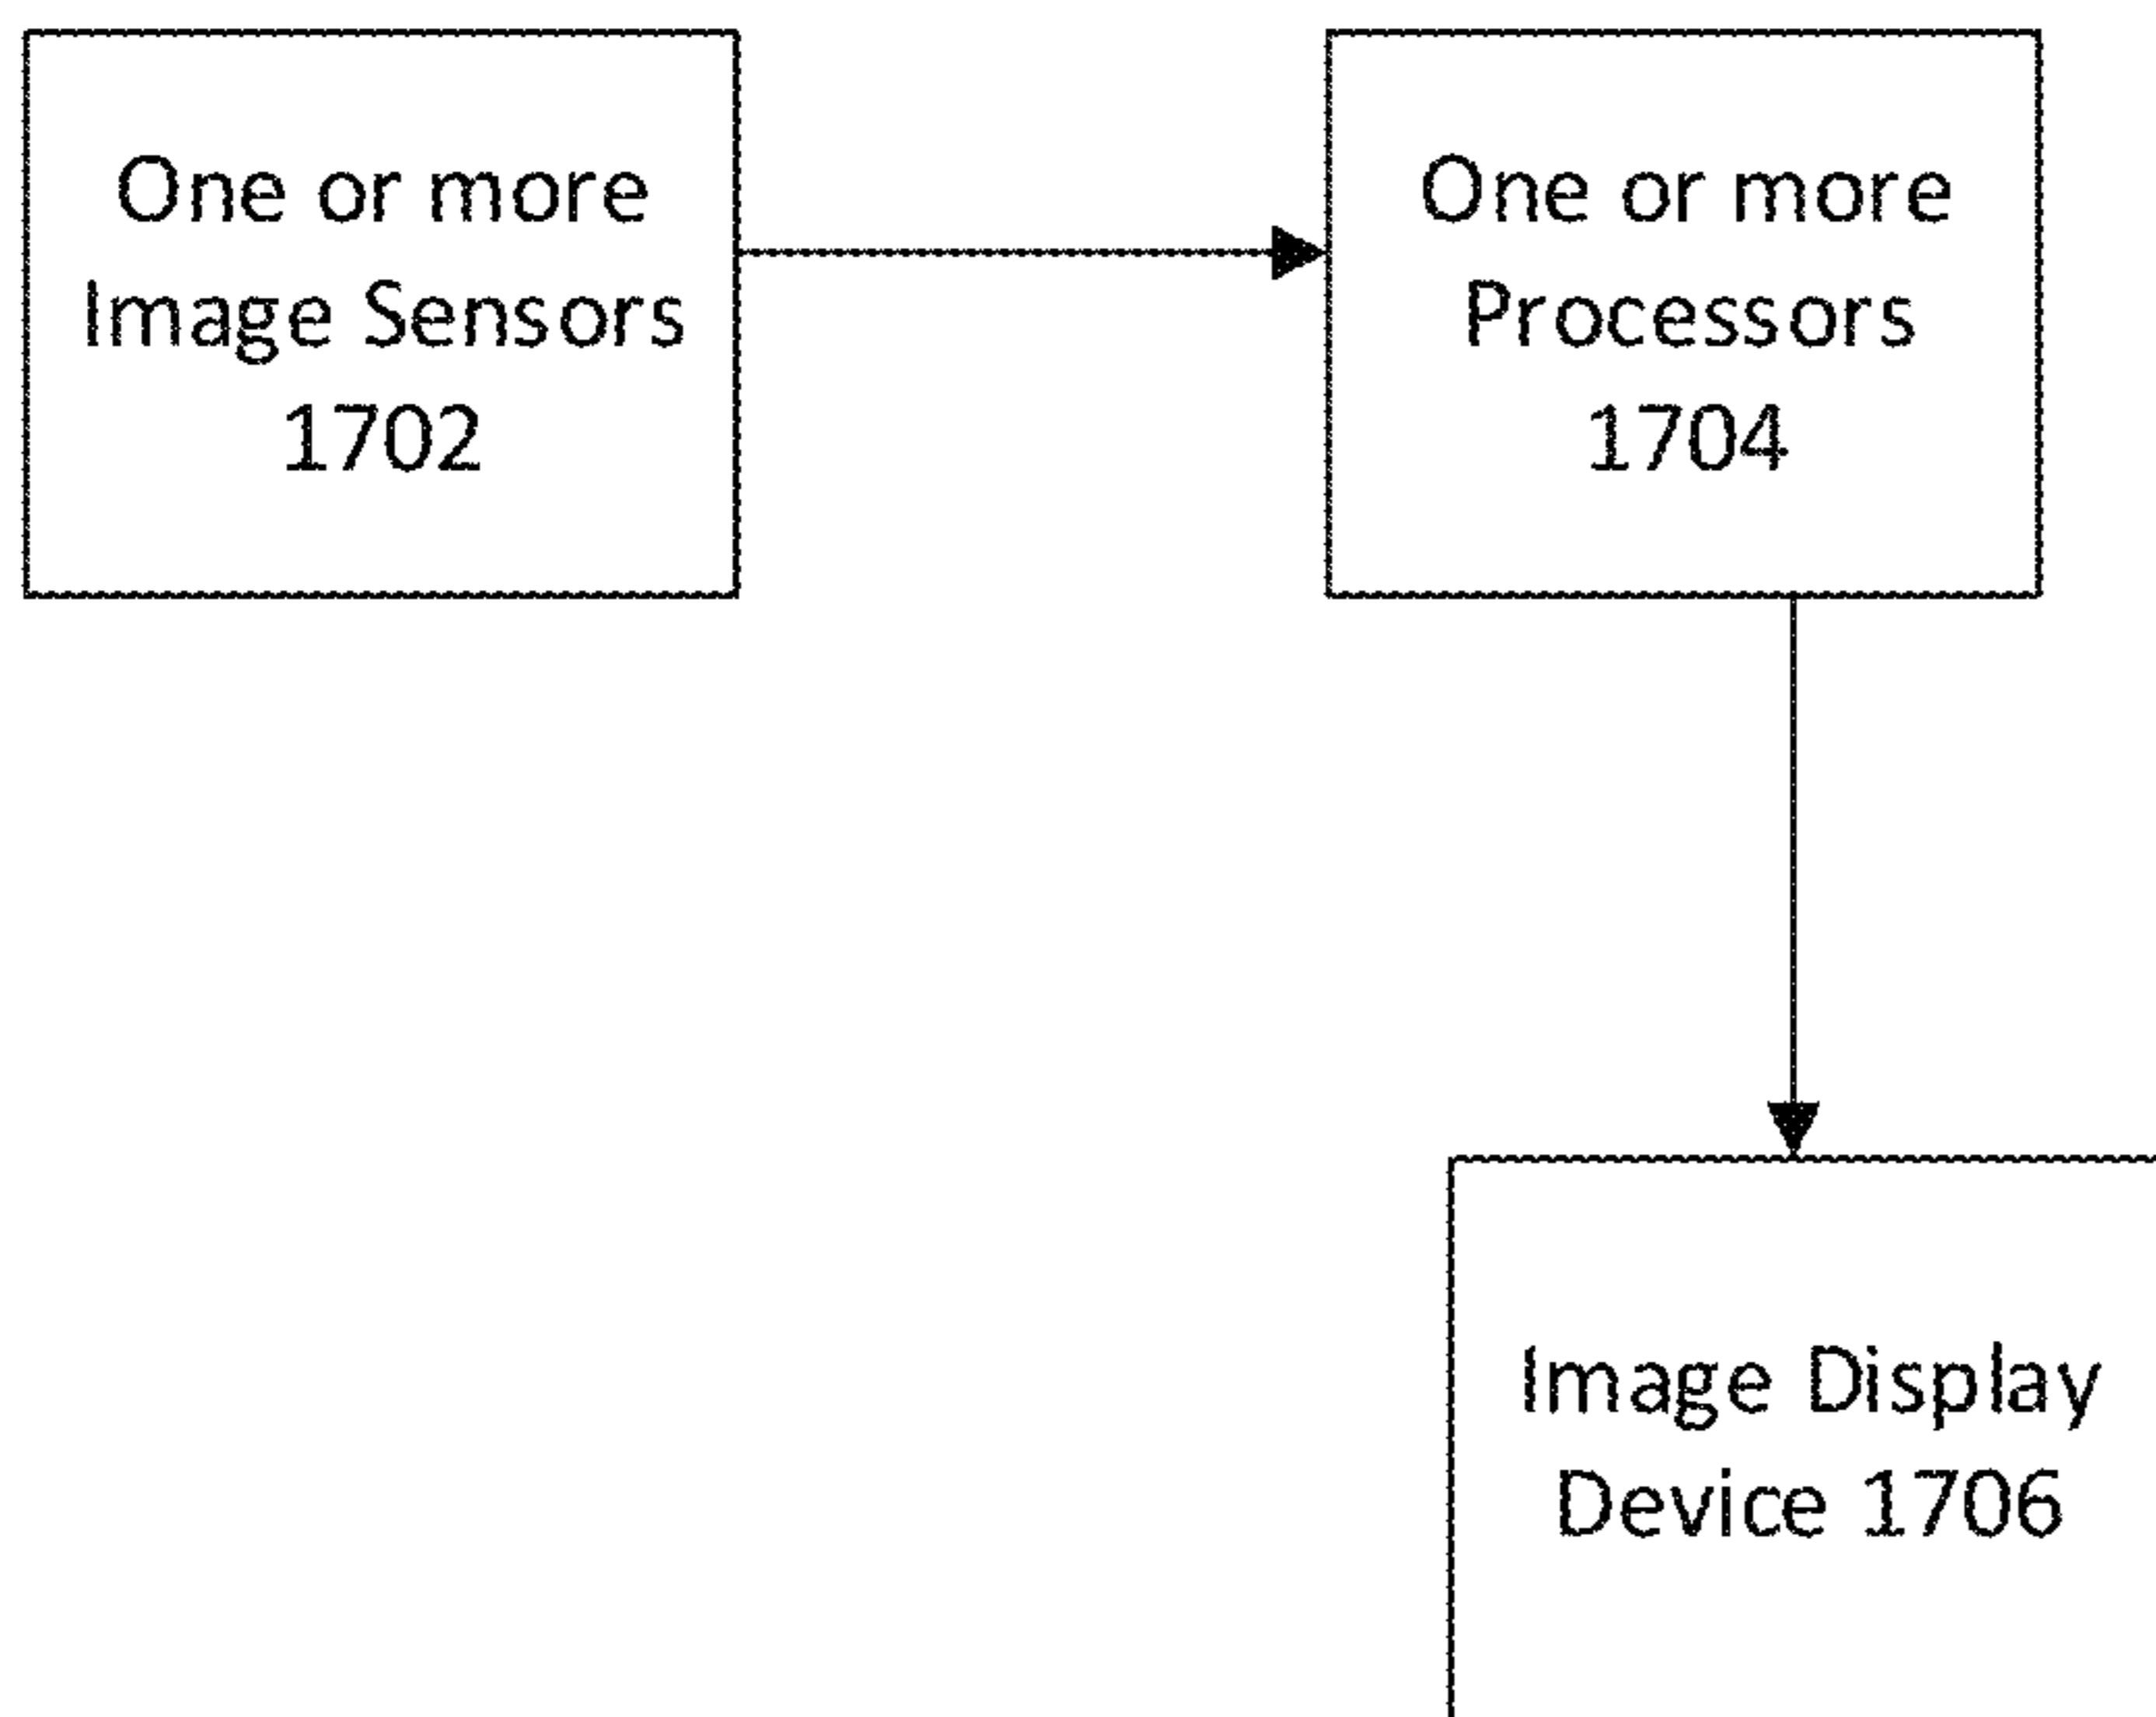 One or more
Image Sensors
1702
One or more
Processors
1704
Image Display
Device 1706